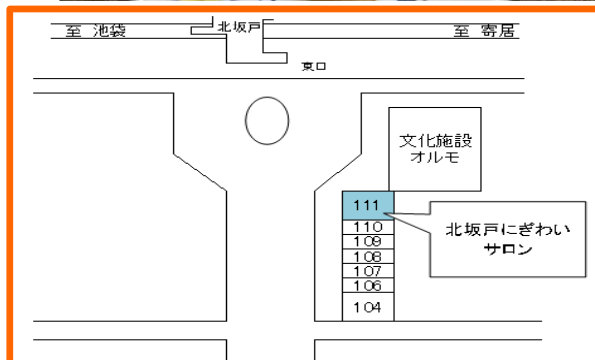 至 池袋
北坂戸
至 寄居
東口
文化施設
オルモ
111
110
109
108
107
106
104
北坂戸にぎわい
サロン